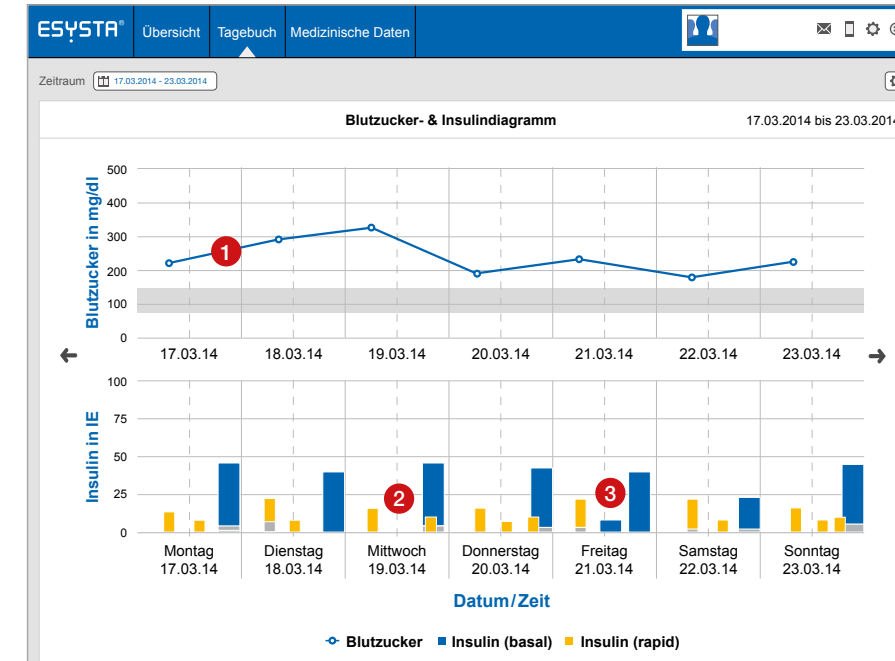 ESYSTA® Übersicht Tagebuch Medizinische Daten
Zeitraum 17.03.2014 - 23.03.2014
Blutzucker- & Insulindiagramm 17.03.2014 bis 23.03.2014
Blutzucker in mg/dl
500
400
300
200
100
0
1
17.03.14 18.03.14 19.03.14 20.03.14 21.03.14 22.03.14 23.03.14
Insulin in IE
100
75
50
25
0
2
3
Montag Dienstag Mittwoch Donnerstag Freitag Samstag Sonntag
17.03.14 18.03.14 19.03.14 20.03.14 21.03.14 22.03.14 23.03.14
Datum/Zeit
Blutzucker Insulin (basal) Insulin (rapid)